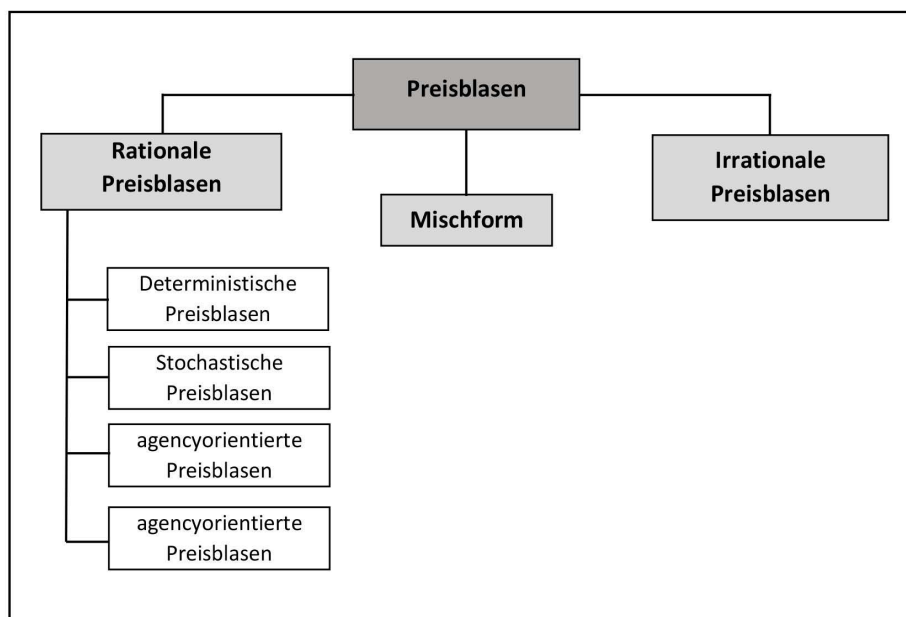 Preisblasen
Rationale
Preisblasen
Mischform
Irrationale
Preisblasen
Deterministische
Preisblasen
Stochastische
Preisblasen
agencyorientierte
Preisblasen
agencyorientierte
Preisblasen